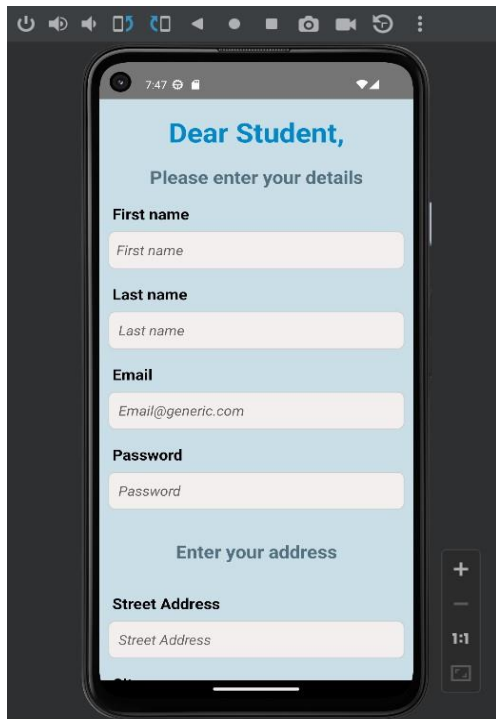 7:47
Dear Student,
Please enter your details
First name
First name
Last name
Last name
Email
Email@generic.com
Password
Password
Enter your address
Street Address
Street Address
1:1